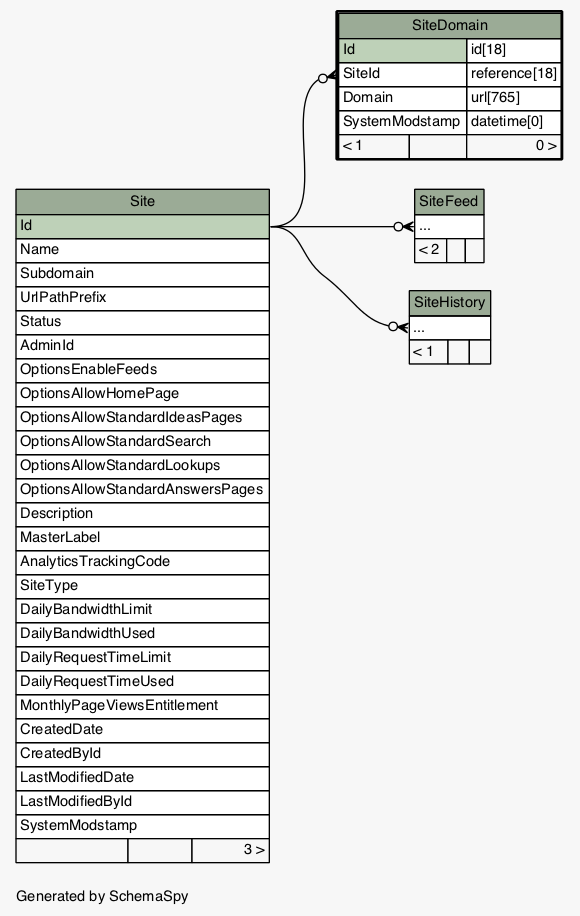 SiteDomain
Id id[18]
SiteId reference[18]
Domain url[765]
SystemModstamp datetime[0]
< 1 0 >
Site
Id
Name
Subdomain
UrlPathPrefix
Status
AdminId
OptionsEnableFeeds
OptionsAllowHomePage
OptionsAllowStandardIdeasPages
OptionsAllowStandardSearch
OptionsAllowStandardLookups
OptionsAllowStandardAnswersPages
Description
MasterLabel
AnalyticsTrackingCode
SiteType
DailyBandwidthLimit
DailyBandwidthUsed
DailyRequestTimeLimit
DailyRequestTimeUsed
MonthlyPageViewsEntitlement
CreatedDate
CreatedById
LastModifiedDate
LastModifiedById
SystemModstamp
3 >
SiteFeed
...
< 2
SiteHistory
...
< 1
Generated by SchemaSpy